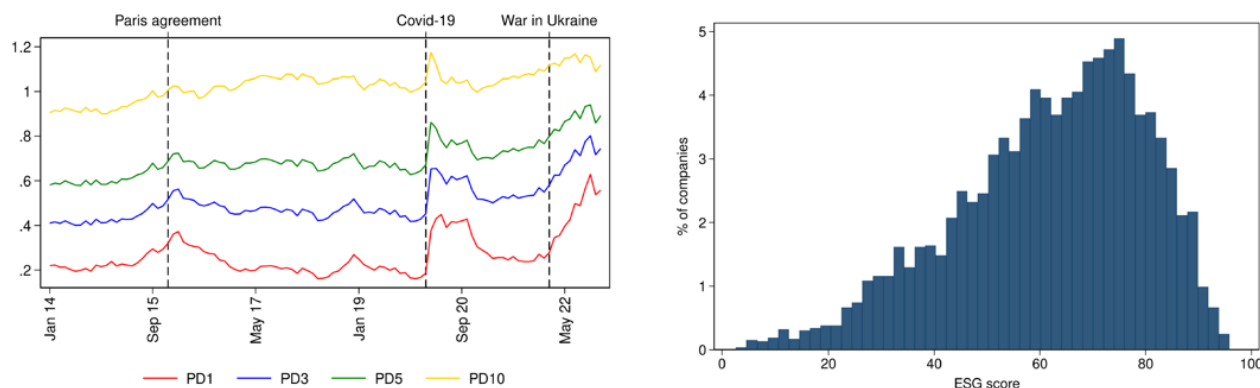 Paris agreement Covid-19 War in Ukraine
1.2
1
.8
.6
.4
.2
Jan 14 Sep 15 May 17 Jan 19 Sep 20 May 22
PD1 PD3 PD5 PD10
% of companies
5
4
3
2
1
0
0 20 40 60 80 100
ESG score